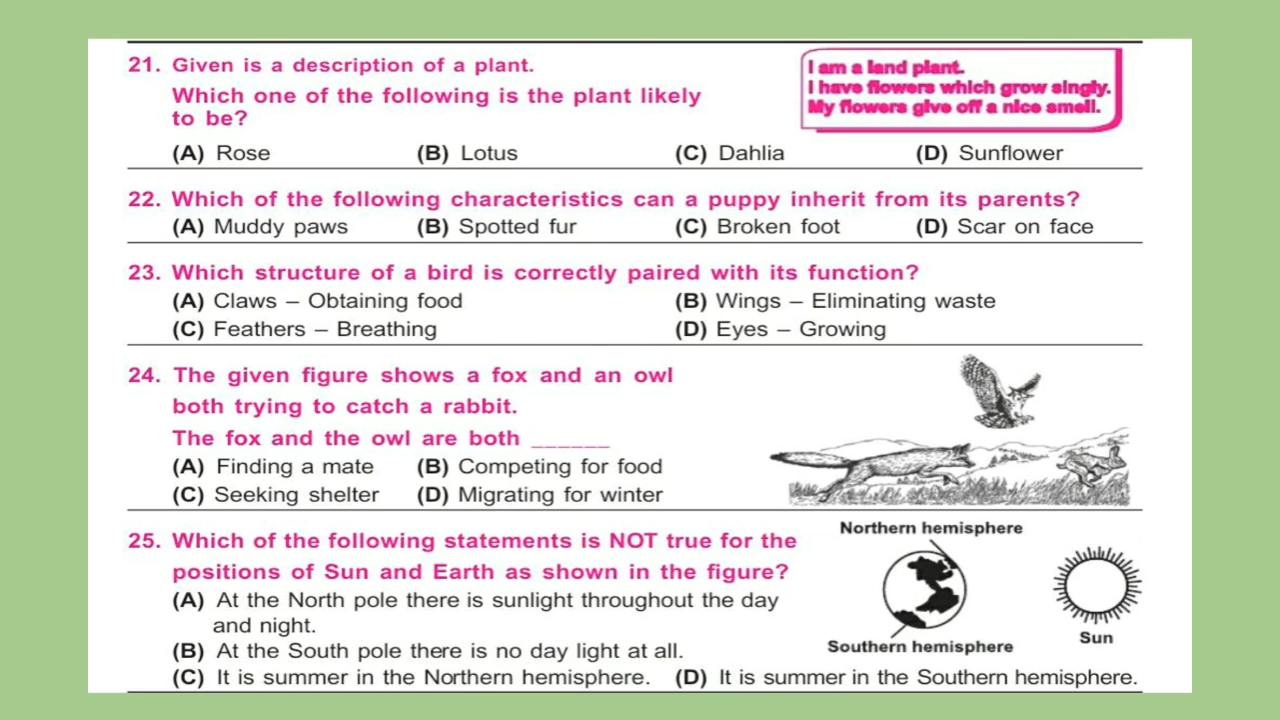 21. Given is a description of a plant.
Which one of the following is the plant likely
to be?
I am a land plant.
I have flowers which grow singly.
My flowers give off a nice smell.
(A) Rose (B) Lotus (C) Dahlia (D) Sunflower
22. Which of the following characteristics can a puppy inherit from its parents?
(A) Muddy paws (B) Spotted fur (C) Broken foot (D) Scar on face
23. Which structure of a bird is correctly paired with its function?
(A) Claws – Obtaining food (B) Wings – Eliminating waste
(C) Feathers – Breathing (D) Eyes – Growing
24. The given figure shows a fox and an owl
both trying to catch a rabbit.
The fox and the owl are both ______
(A) Finding a mate (B) Competing for food
(C) Seeking shelter (D) Migrating for winter
25. Which of the following statements is NOT true for the
positions of Sun and Earth as shown in the figure?
(A) At the North pole there is sunlight throughout the day
and night.
(B) At the South pole there is no day light at all.
(C) It is summer in the Northern hemisphere. (D) It is summer in the Southern hemisphere.
Northern hemisphere
Southern hemisphere
Sun